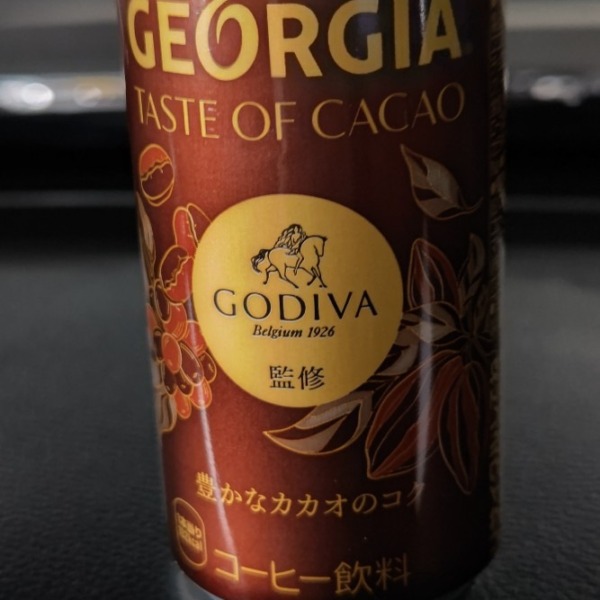 GEORGIA
TASTE OF CACAO
GODIVA
Belgium 1926
監修
豊かなカカオのコク
コーヒー飲料